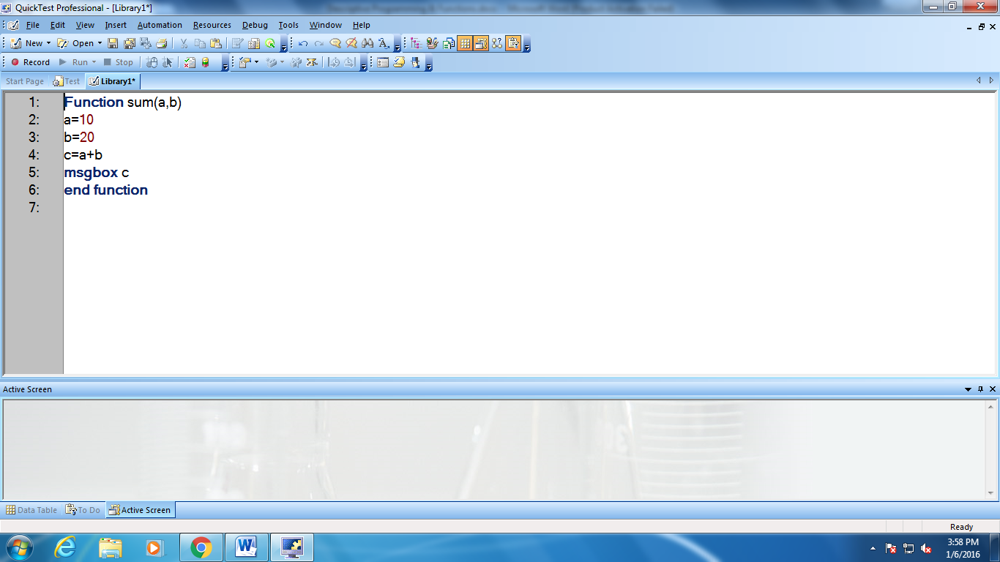 QuickTest Professional - [Library1*]
File Edit View Insert Automation Resources Debug Tools Window Help
New Open
Record Run Stop
Start Page Test Library1*
1: Function sum(a,b)
2: a=10
3: b=20
4: c=a+b
5: msgbox c
6: end function
7:
Active Screen
Data Table To Do Active Screen
Ready
3:58 PM
1/6/2016